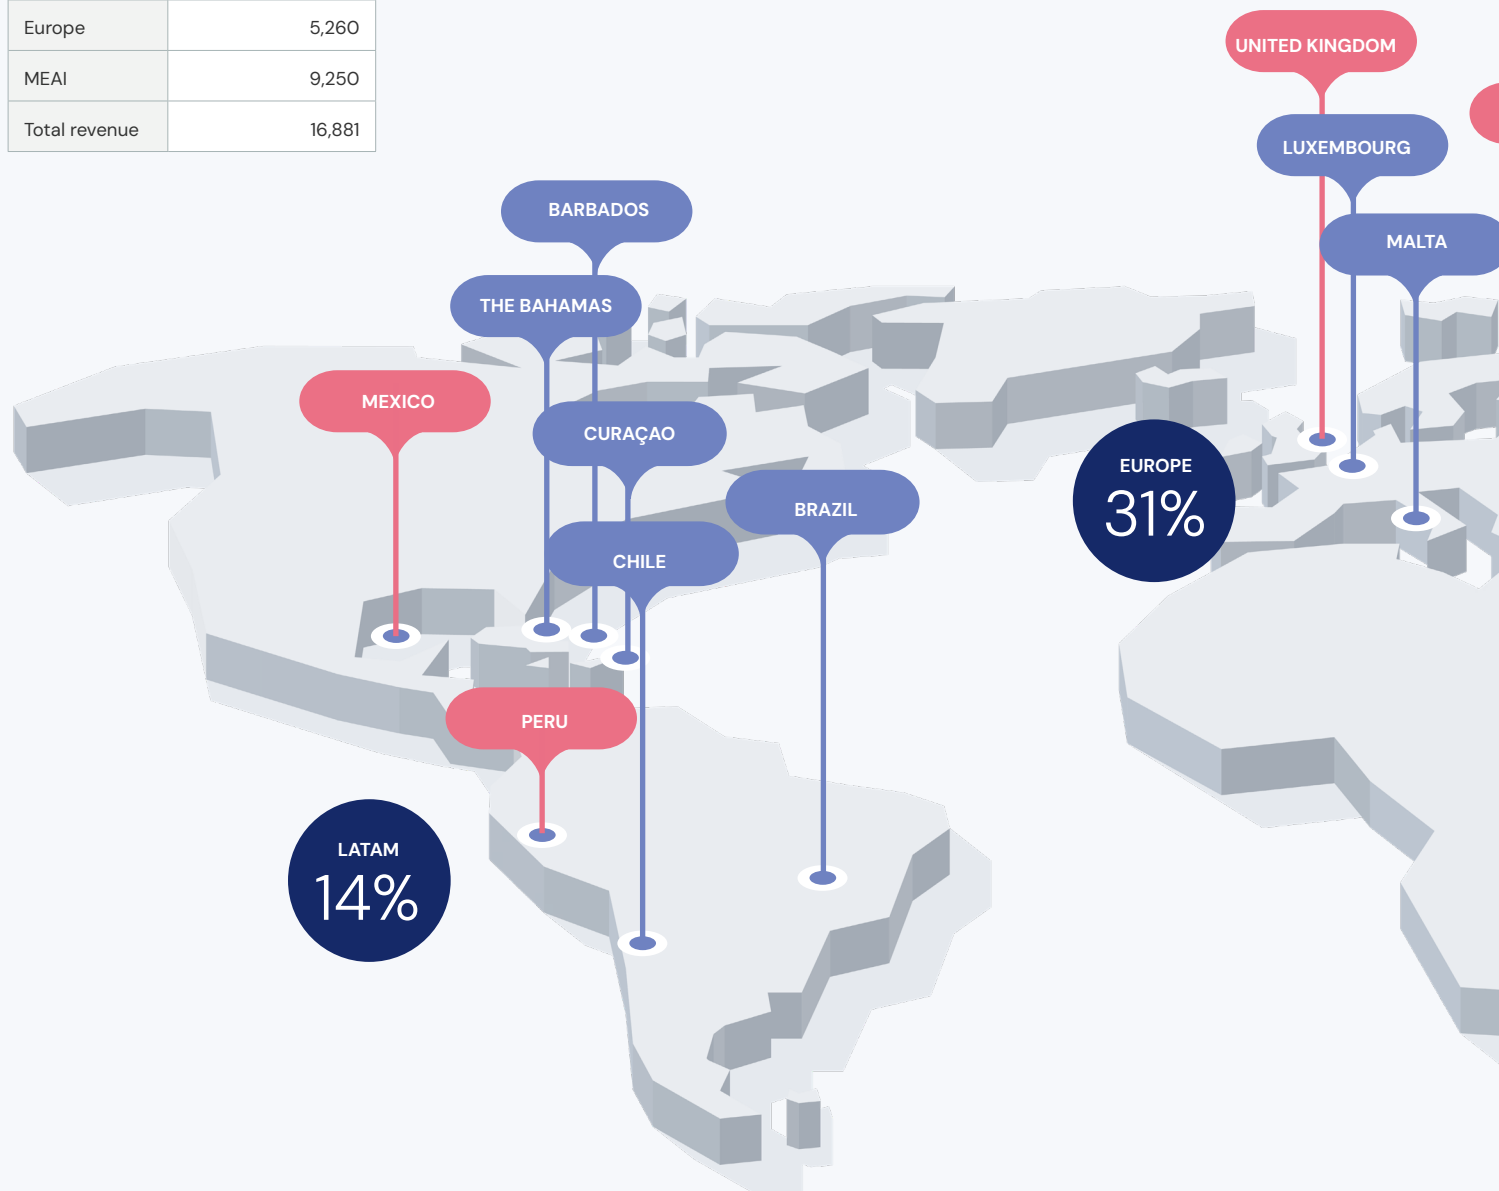 Europe 5,260
MEAI 9,250
Total revenue 16,881
UNITED KINGDOM
LUXEMBOURG
BARBADOS
MALTA
THE BAHAMAS
MEXICO
CURAÇAO
EUROPE
31%
BRAZIL
CHILE
PERU
LATAM
14%